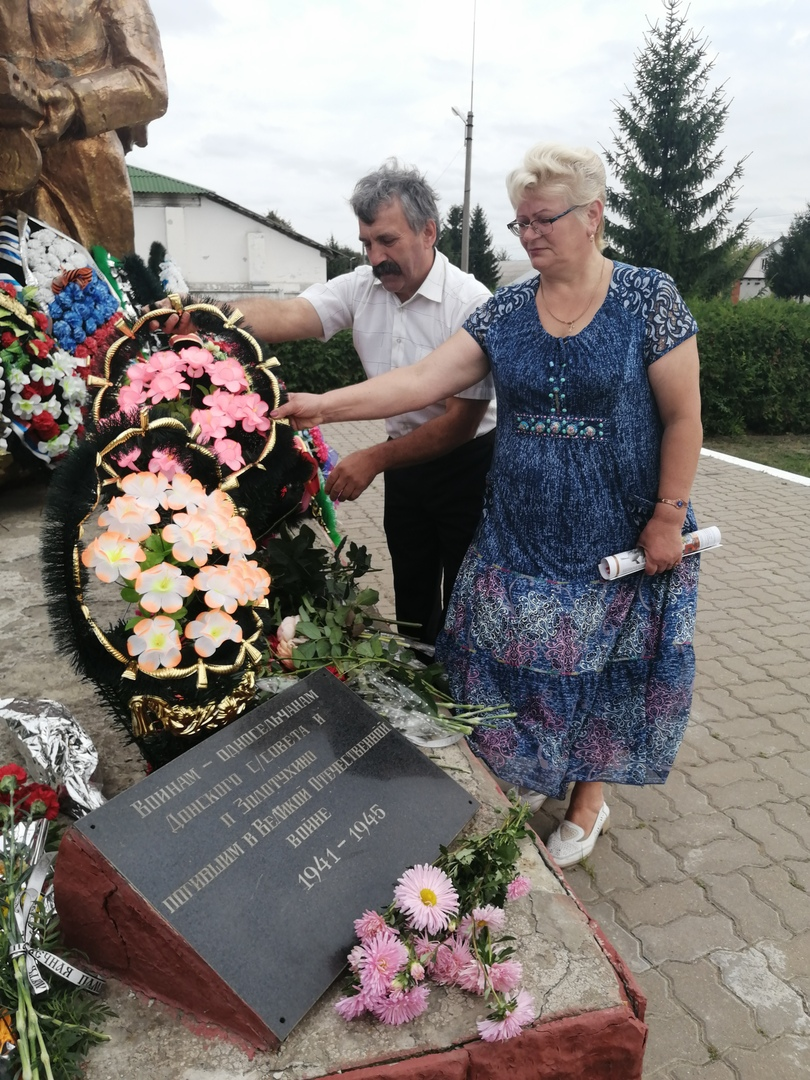 Воинам – односельчанам
Донского с/совета и
п Золотухино
погибшим в Великой Отечественной
войне
1941 – 1945